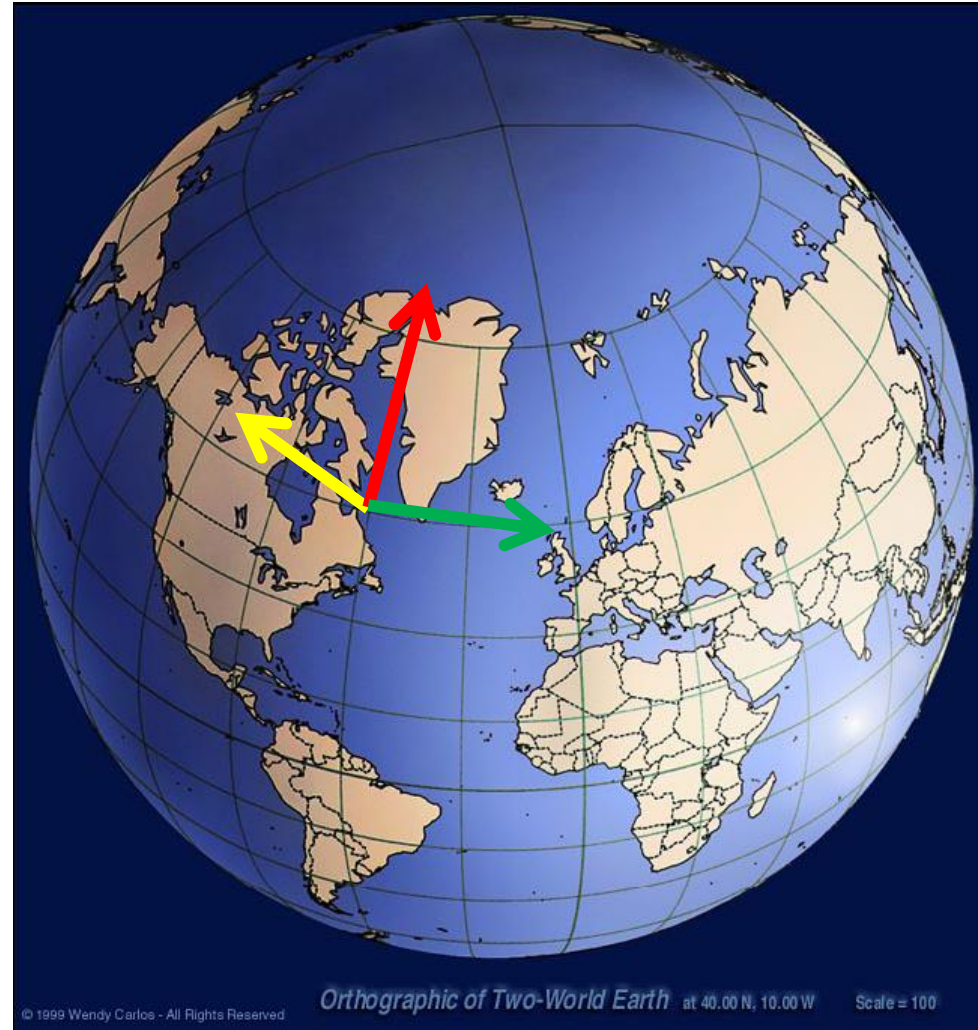 Orthographic of Two-World Earth at 40.00 N, 10.00 W Scale = 100
© 1999 Wendy Carlos - All Rights Reserved